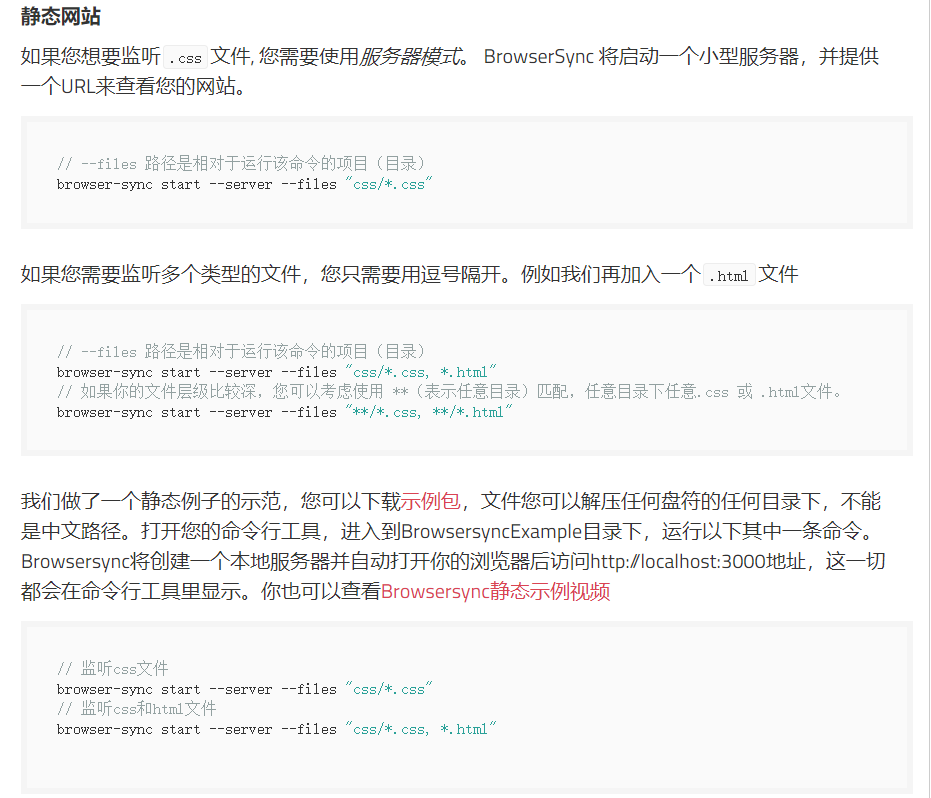 静态网站
如果您想要监听 .css 文件, 您需要使用服务器模式。 BrowserSync 将启动一个小型服务器，并提供
一个URL来查看您的网站。
// --files 路径是相对于运行该命令的项目（目录）
browser-sync start --server --files "css/*.css"
如果您需要监听多个类型的文件，您只需要用逗号隔开。例如我们再加入一个 .html 文件
// --files 路径是相对于运行该命令的项目（目录）
browser-sync start --server --files "css/*.css, *.html"
// 如果你的文件层级比较深，您可以考虑使用 **（表示任意目录）匹配，任意目录下任意.css 或 .html文件。
browser-sync start --server --files "**/*.css, **/*.html"
我们做了一个静态例子的示范，您可以下载示例包，文件您可以解压任何盘符的任何目录下，不能
是中文路径。打开您的命令行工具，进入到BrowsersyncExample目录下，运行以下其中一条命令。
Browsersync将创建一个本地服务器并自动打开你的浏览器后访问http://localhost:3000地址，这一切
都会在命令行工具里显示。你也可以查看Browsersync静态示例视频
// 监听css文件
browser-sync start --server --files "css/*.css"
// 监听css和html文件
browser-sync start --server --files "css/*.css, *.html"